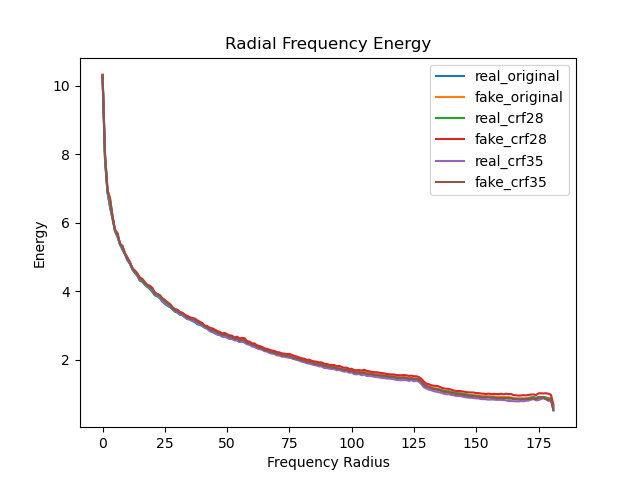 Radial Frequency Energy
real_original
fake_original
real_crf28
fake_crf28
real_crf35
fake_crf35
Energy
10
8
6
4
2
0 25 50 75 100 125 150 175
Frequency Radius